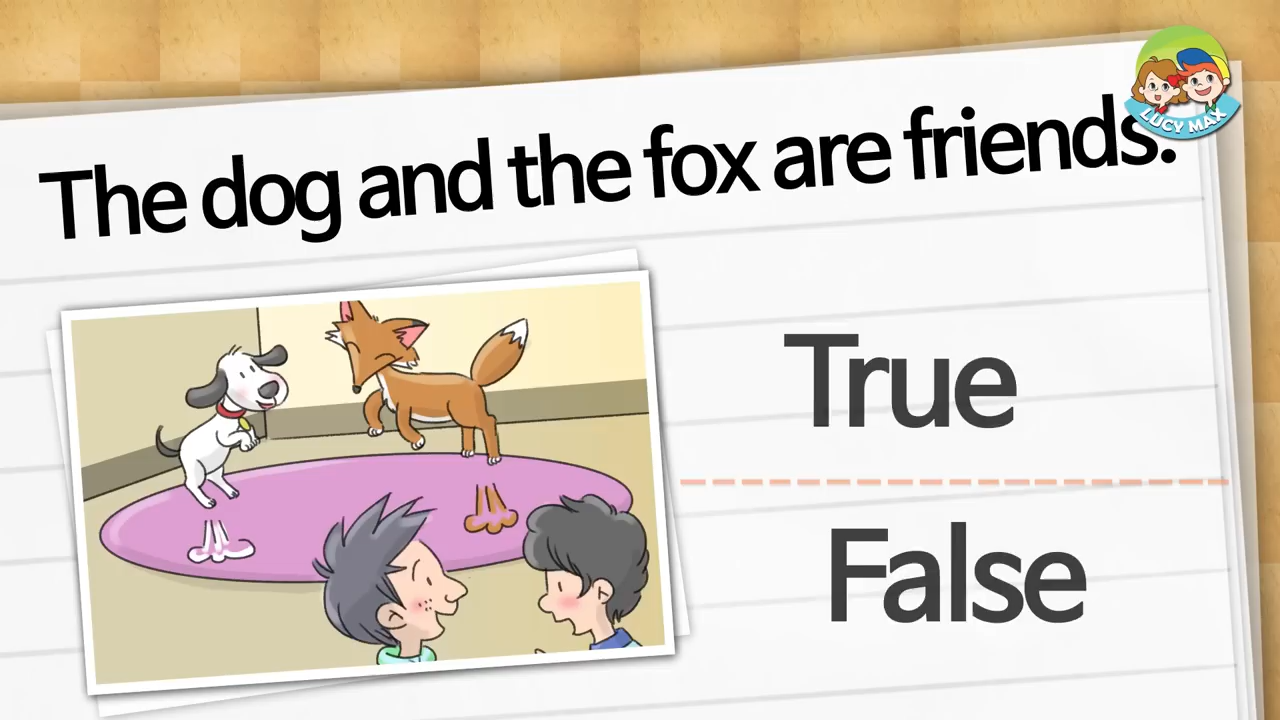 The dog and the fox are friends.
LUCY MAX
True
False